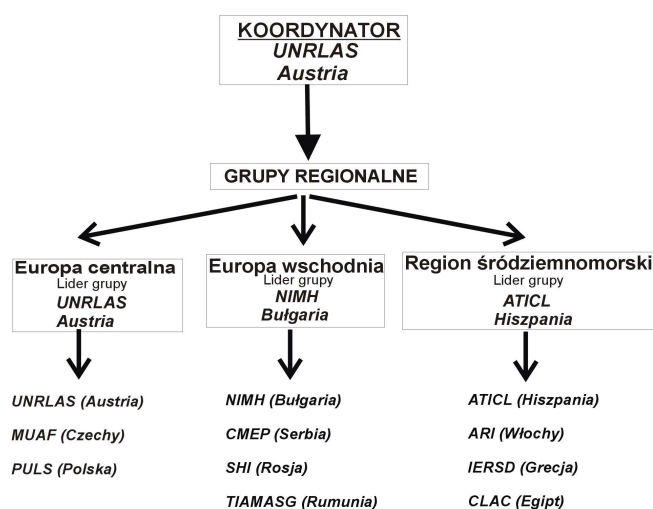 KOORDYNATOR
UNRLAS
Austria
GRUPY REGIONALNE
Europa centralna
Lider grupy
UNRLAS
Austria
Europa wschodnia
Lider grupy
NIMH
Bułgaria
Region śródziemnomorski
Lider grupy
ATICL
Hiszpania
UNRLAS (Austria)
MUAF (Czechy)
PULS (Polska)
NIMH (Bułgaria)
CMEP (Serbia)
SHI (Rosja)
TIAMASG (Rumunia)
ATICL (Hiszpania)
ARI (Włochy)
IERSD (Grecja)
CLAC (Egipt)